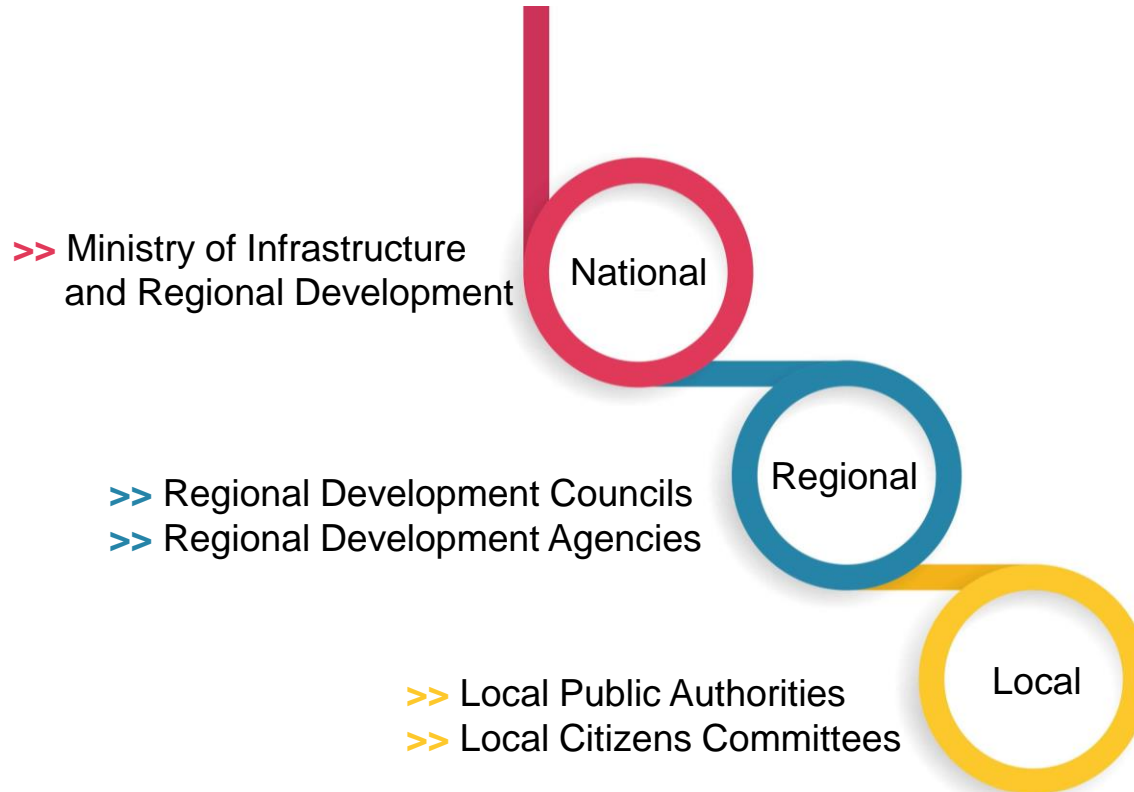 National
>> Ministry of Infrastructure
and Regional Development
Regional
>> Regional Development Councils
>> Regional Development Agencies
Local
>> Local Public Authorities
>> Local Citizens Committees